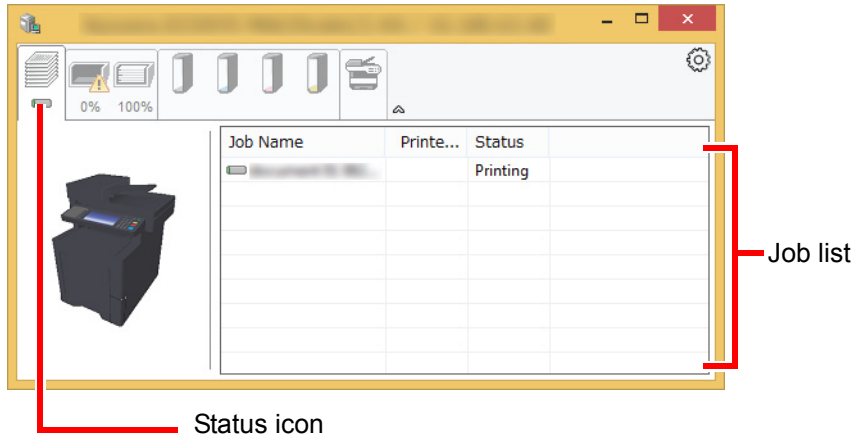 0% 100%
Job Name Printe... Status
Printing
Job list
Status icon